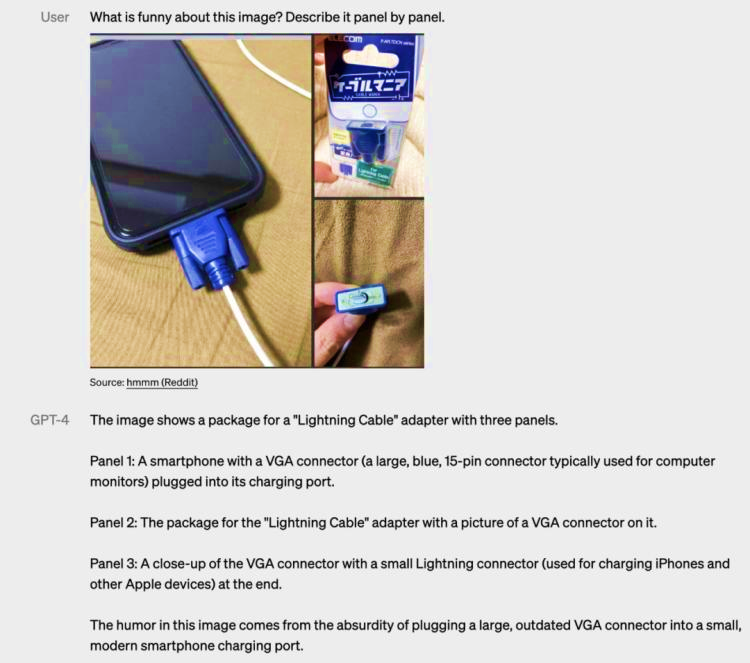 User
What is funny about this image? Describe it panel by panel.
ELECOM
ケーブルマニア
CABLE MANIA
For
Lightning Cable
Source: hmmm (Reddit)
GPT-4
The image shows a package for a "Lightning Cable" adapter with three panels.
Panel 1: A smartphone with a VGA connector (a large, blue, 15-pin connector typically used for computer
monitors) plugged into its charging port.
Panel 2: The package for the "Lightning Cable" adapter with a picture of a VGA connector on it.
Panel 3: A close-up of the VGA connector with a small Lightning connector (used for charging iPhones and
other Apple devices) at the end.
The humor in this image comes from the absurdity of plugging a large, outdated VGA connector into a small,
modern smartphone charging port.